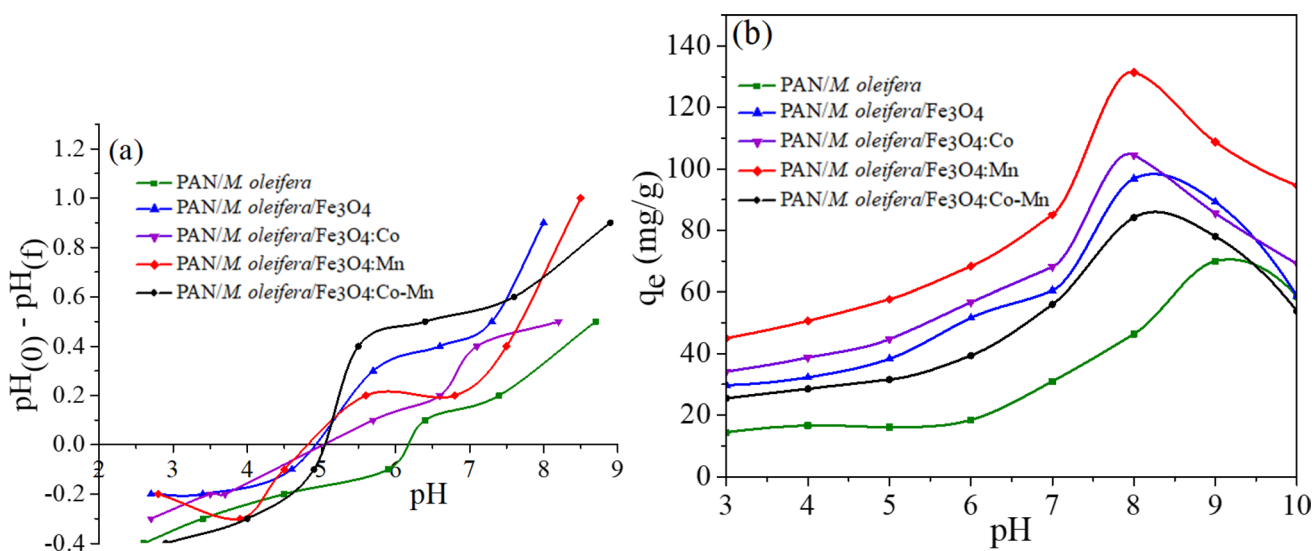 (a)
PAN/M. oleifera
PAN/M. oleifera/Fe3O4
PAN/M. oleifera/Fe3O4:Co
PAN/M. oleifera/Fe3O4:Mn
PAN/M. oleifera/Fe3O4:Co-Mn
pH(0) - pH(f)
1.2
1.0
0.8
0.6
0.4
0.2
0.0
-0.2
-0.4
2 3 4 5 6 7 8 9
pH
(b)
PAN/M. oleifera
PAN/M. oleifera/Fe3O4
PAN/M. oleifera/Fe3O4:Co
PAN/M. oleifera/Fe3O4:Mn
PAN/M. oleifera/Fe3O4:Co-Mn
qe (mg/g)
140
120
100
80
60
40
20
0
3 4 5 6 7 8 9 10
pH